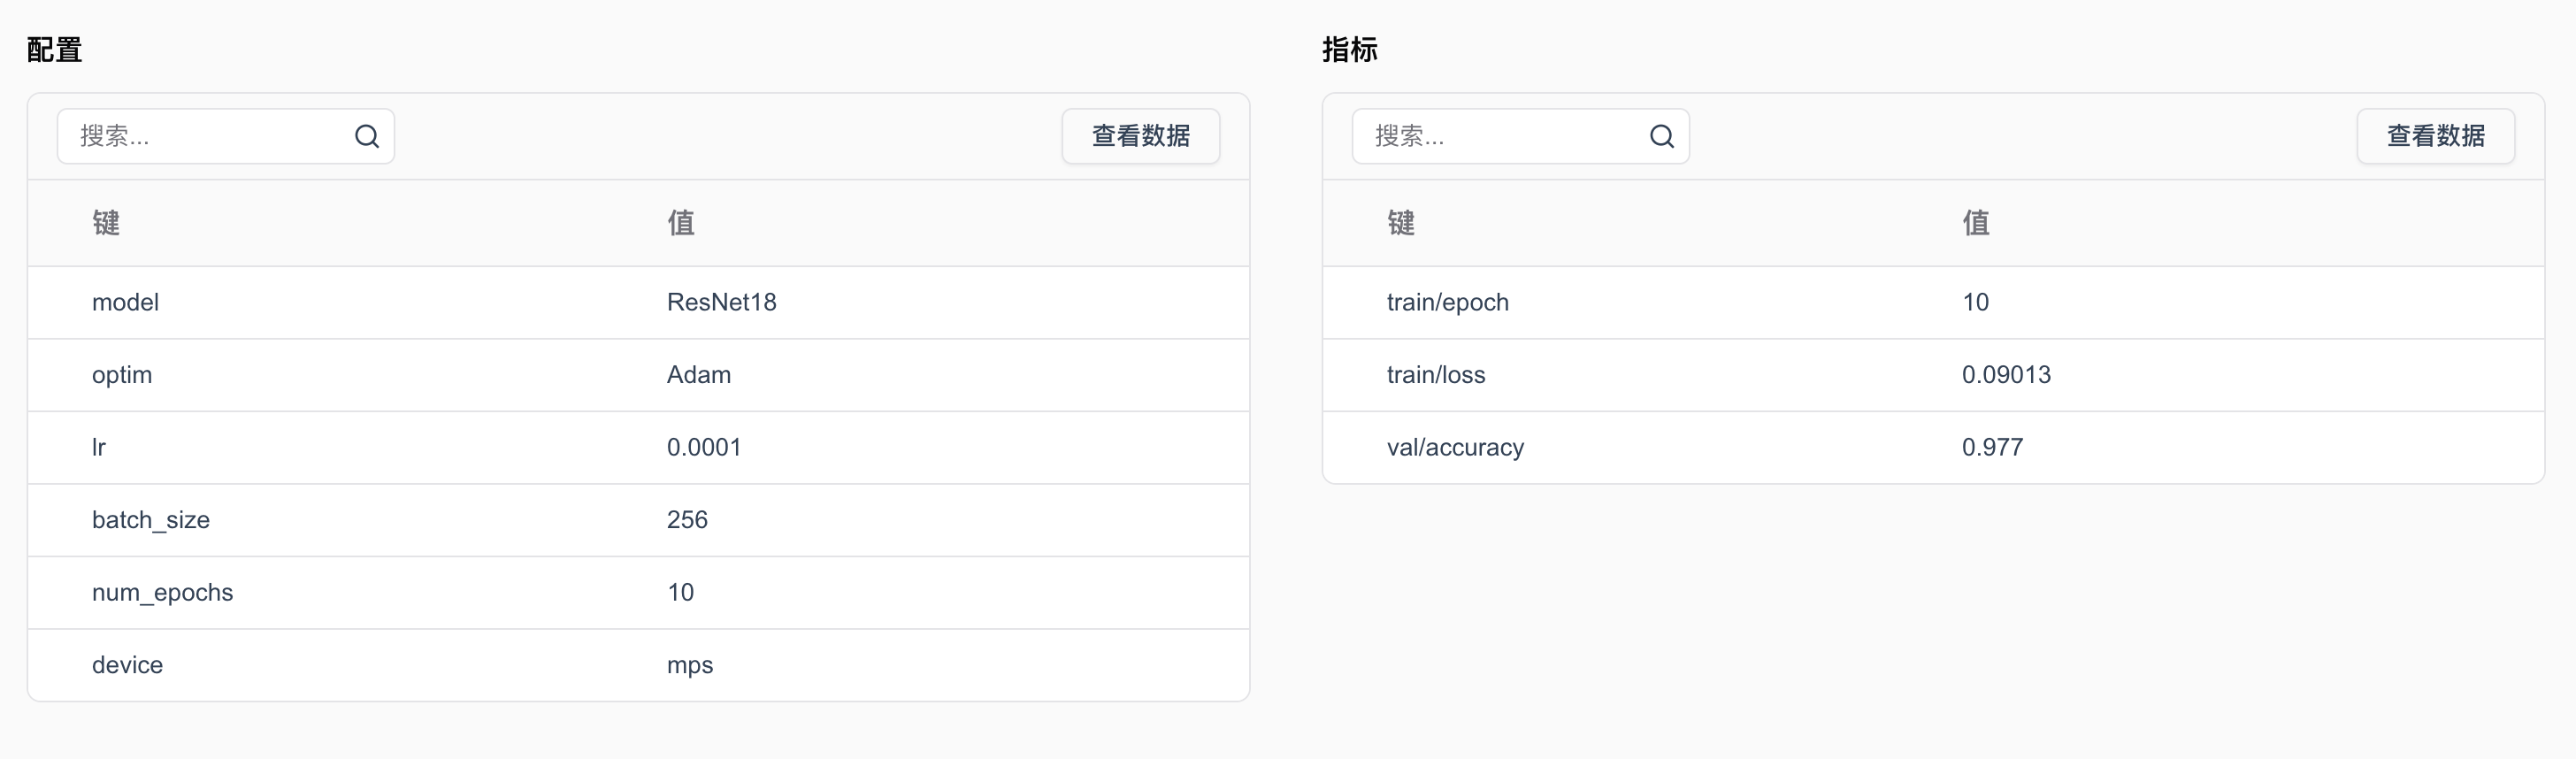 配置
搜索...
查看数据
键 值
model ResNet18
optim Adam
lr 0.0001
batch_size 256
num_epochs 10
device mps
指标
搜索...
查看数据
键 值
train/epoch 10
train/loss 0.09013
val/accuracy 0.977